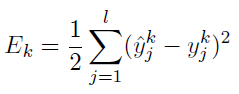 $E_k = \frac{1}{2} \sum_{j=1}^{l} (\hat{y}_j^k - y_j^k)^2$